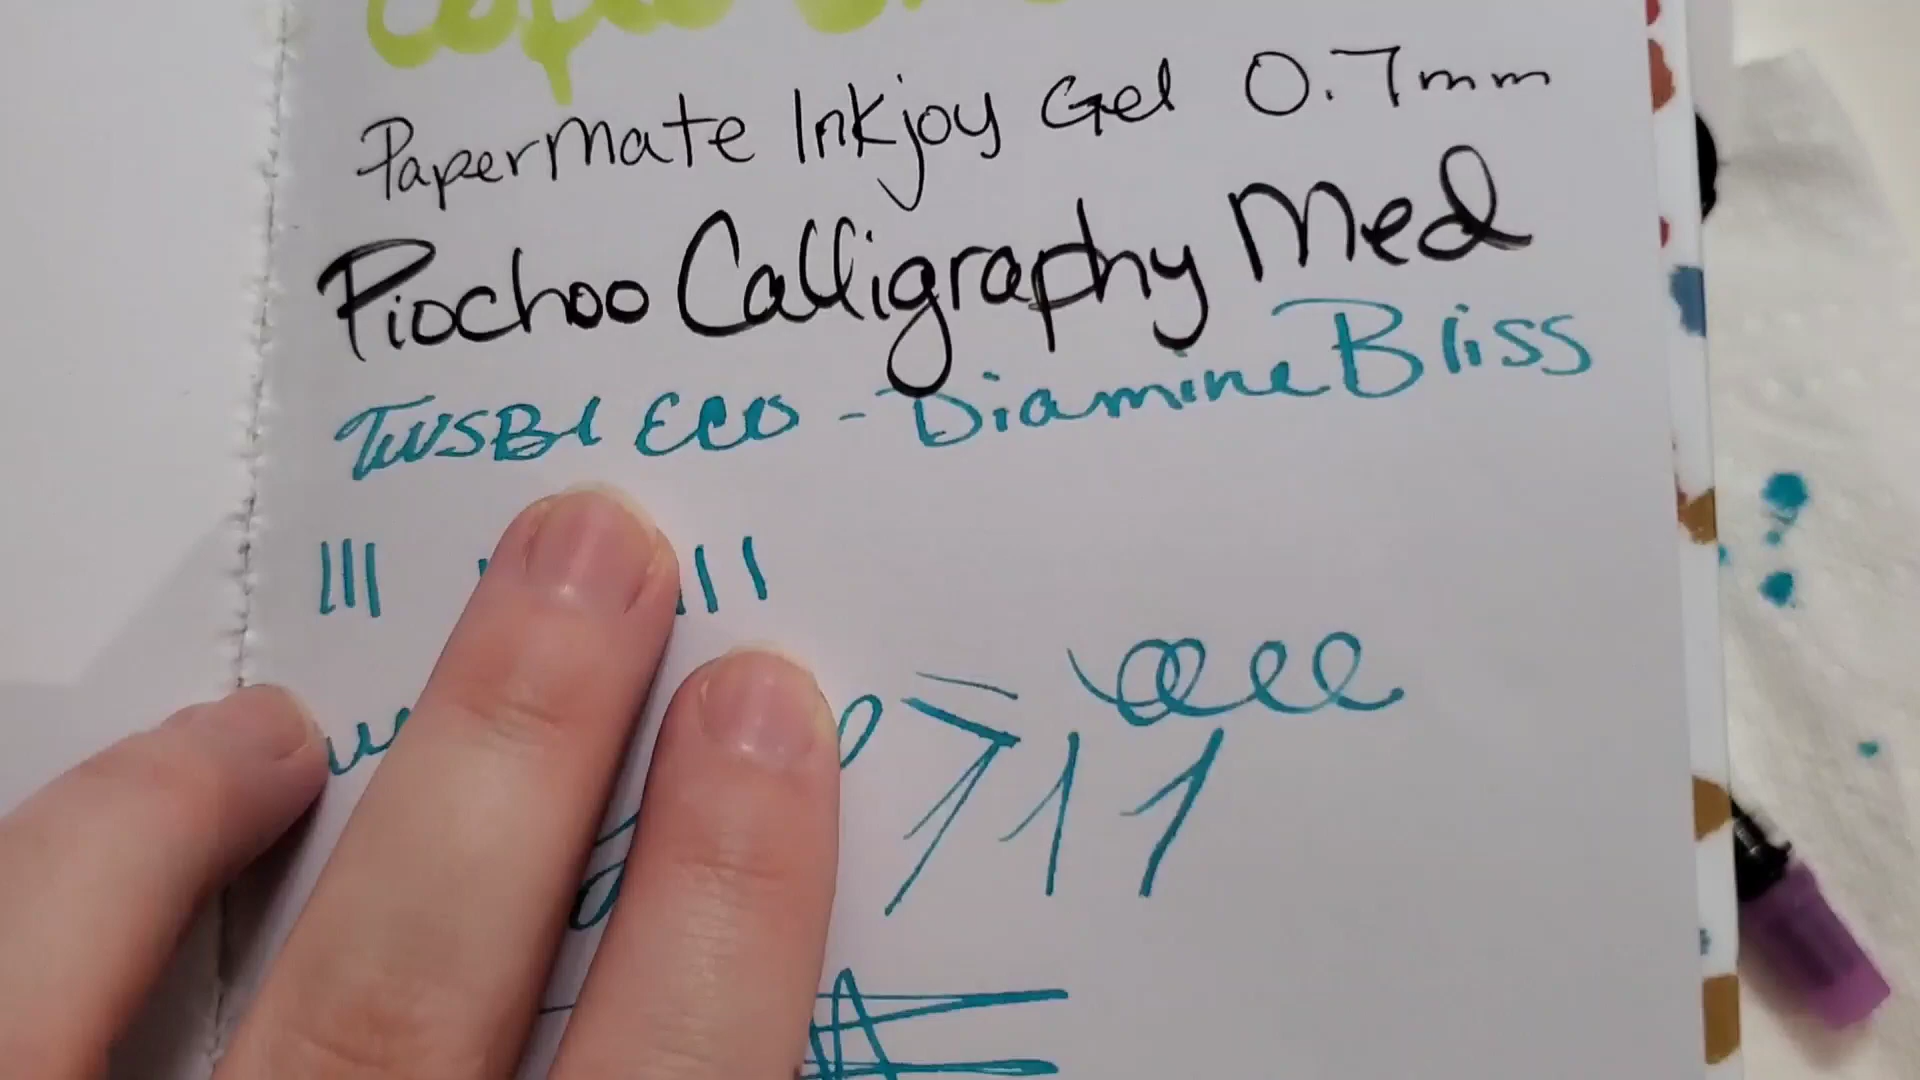 PaperMate Inkjoy Gel 0.7mm
Piochoo Calligraphy Med
TWSBI ECO - Diamine Bliss